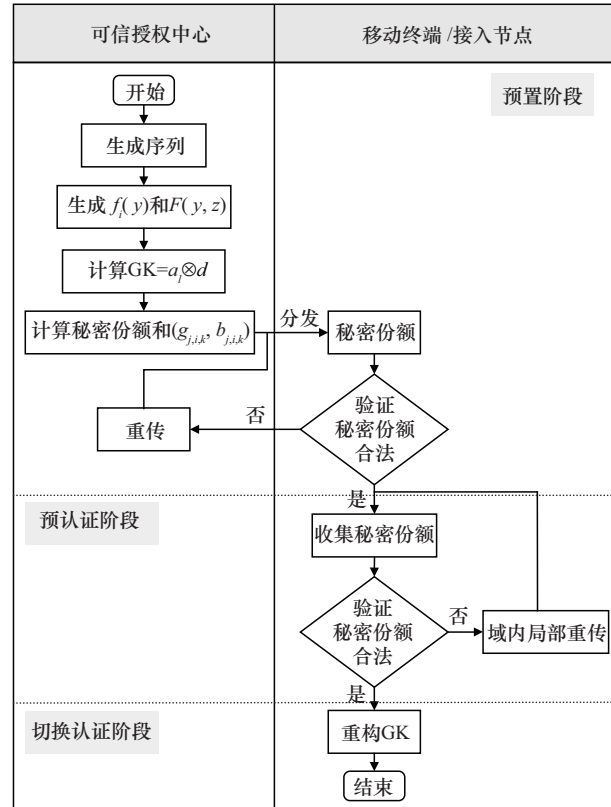 可信授权中心
移动终端/接入节点
预置阶段
开始
生成序列
生成 fᵢ(y)和F(y, z)
计算GK=aₗ⊗d
计算秘密份额和(g_{j,i,k}, b_{j,i,k})
分发
秘密份额
验证
秘密份额
合法
否
重传
是
预认证阶段
收集秘密份额
验证
秘密份额
合法
否
域内局部重传
是
切换认证阶段
重构GK
结束